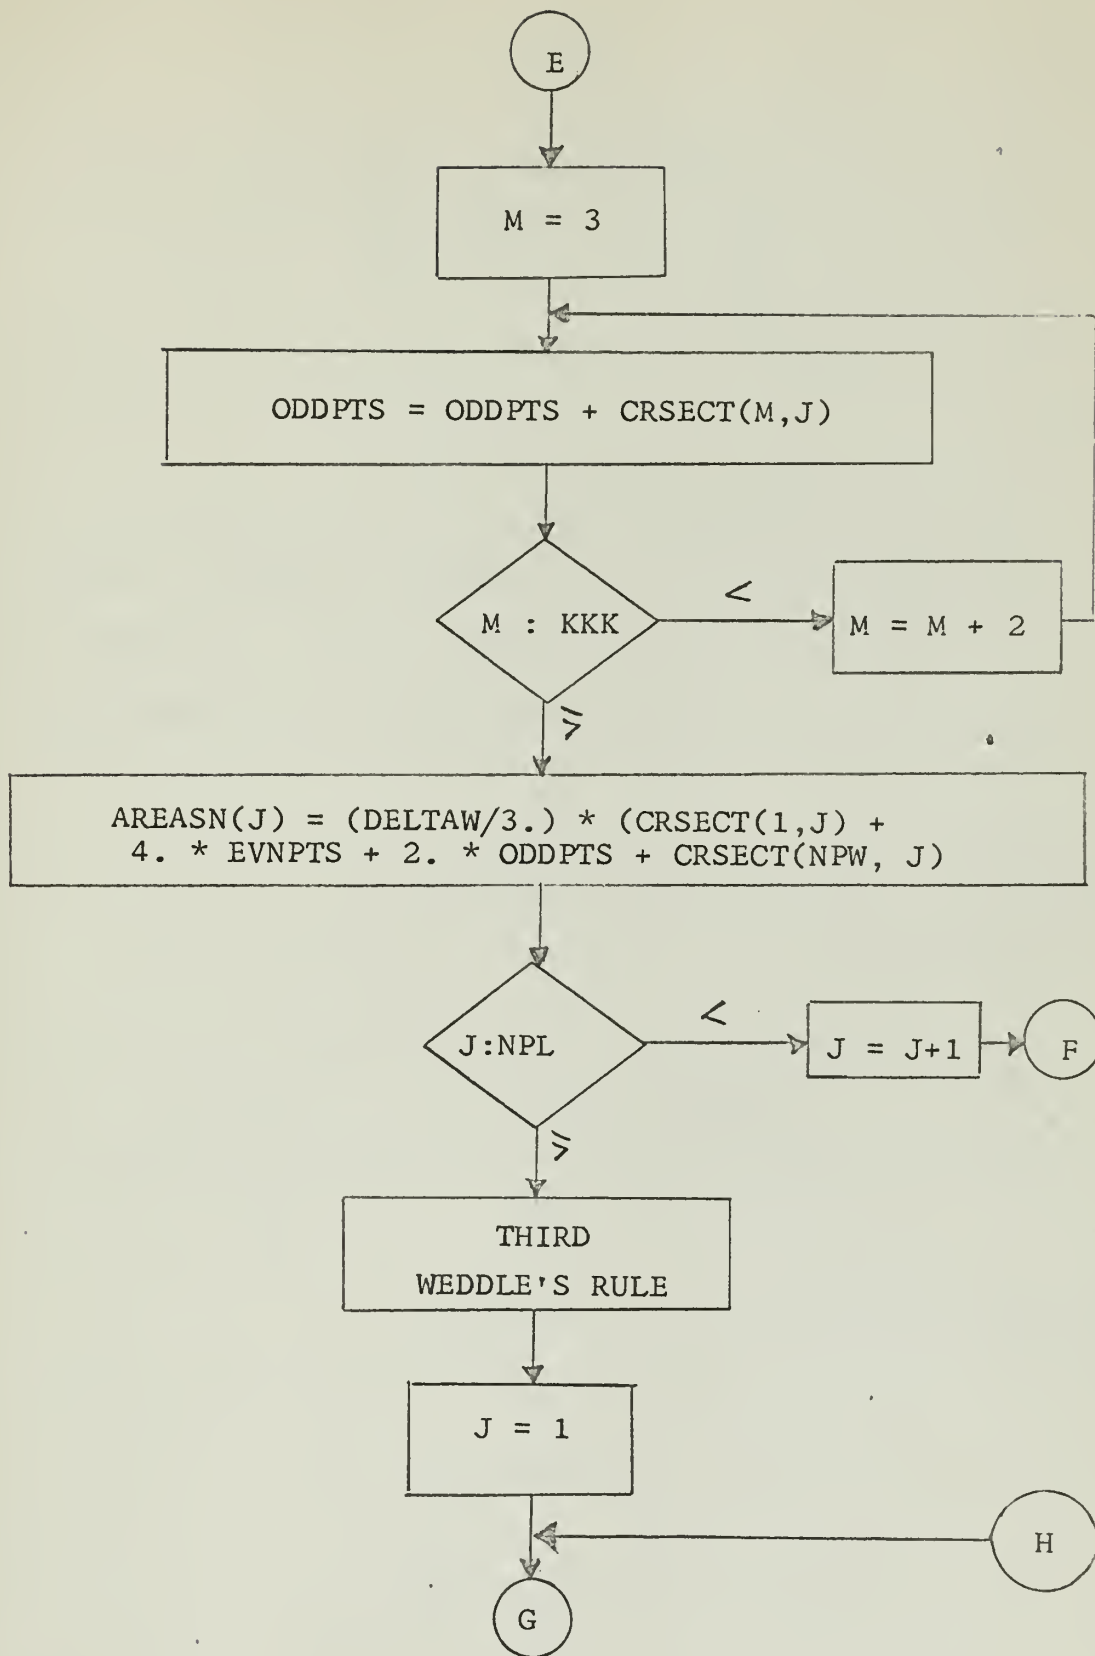 E
M = 3
ODDPTS = ODDPTS + CRSECT(M,J)
M : KKK
<
M = M + 2
≥
AREASN(J) = (DELTAW/3.) * (CRSECT(1,J) +
4. * EVNPTS + 2. * ODDPTS + CRSECT(NPW, J)
J:NPL
<
J = J+1
F
≥
THIRD
WEDDLE'S RULE
J = 1
H
G